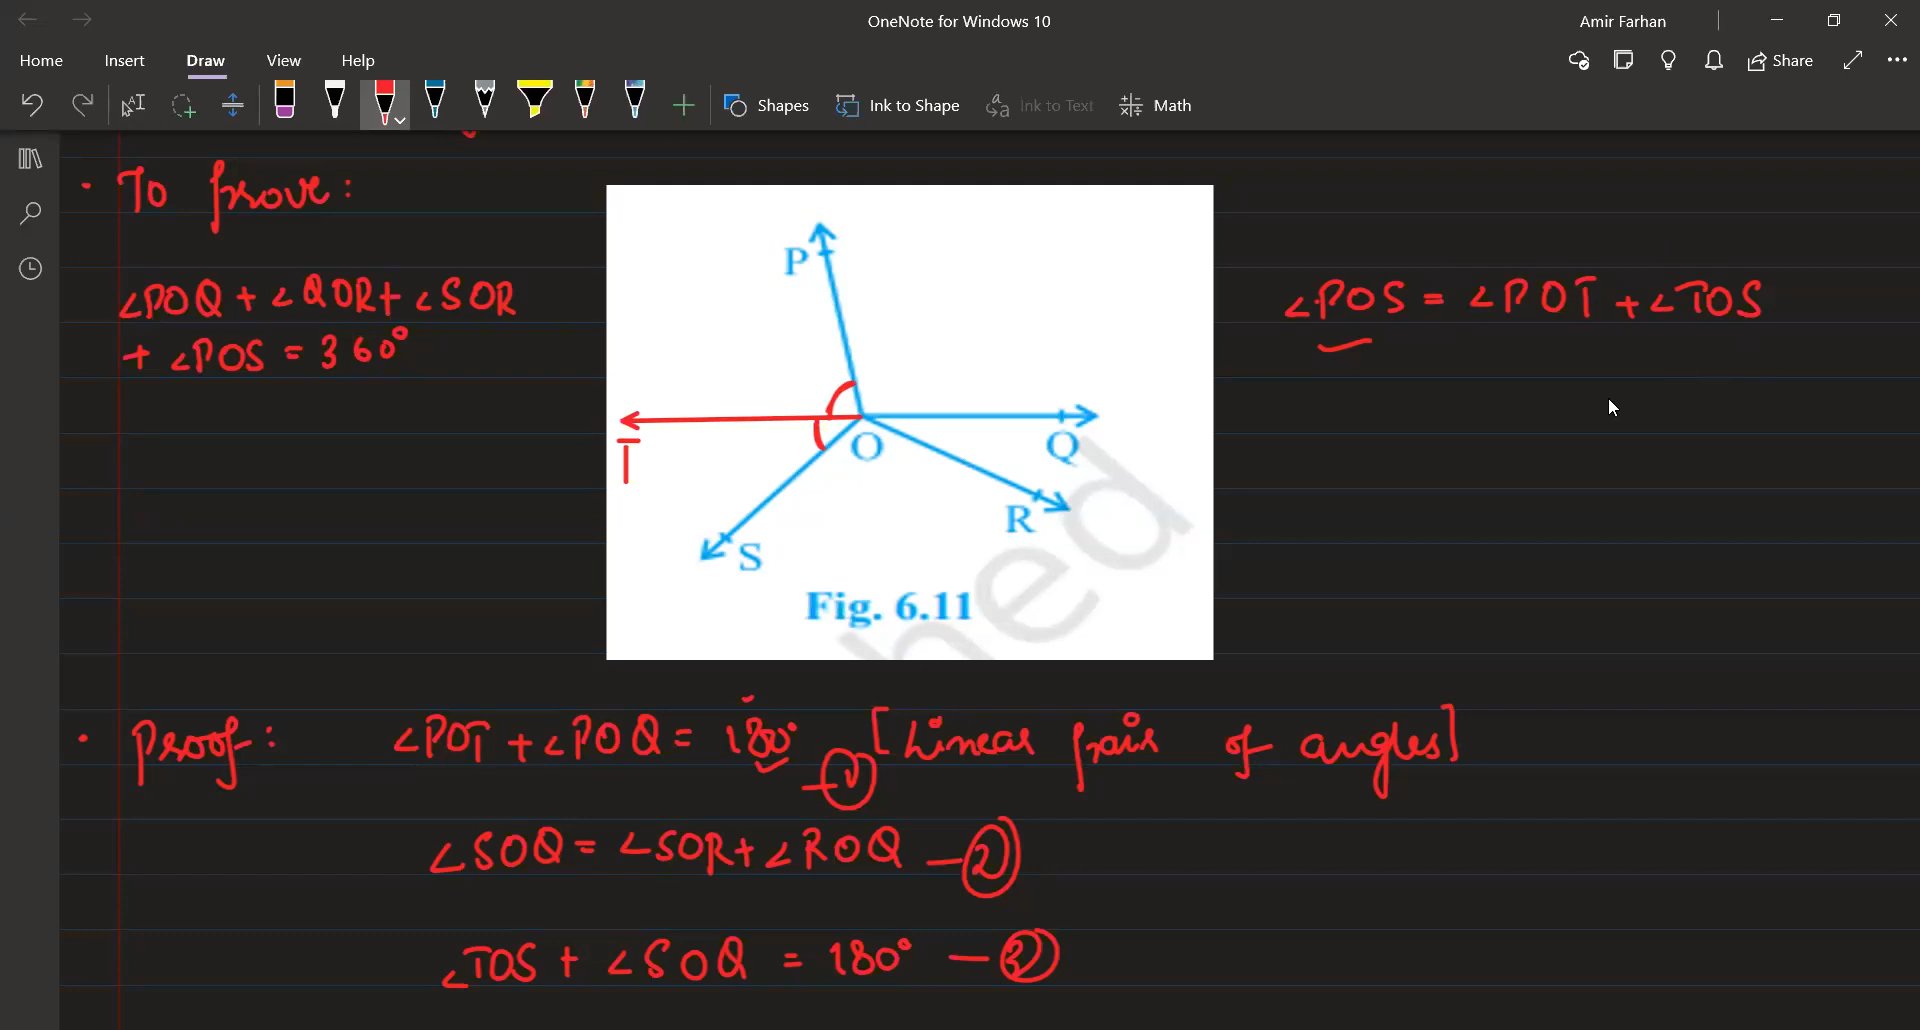 OneNote for Windows 10
Amir Farhan
Home Insert Draw View Help
Share
Shapes Ink to Shape Ink to Text Math
· To prove:
∠POQ + ∠QOR + ∠SOR
+ ∠POS = 360°
P
O
Q
R
S
T
Fig. 6.11
hed
∠POS = ∠POT + ∠TOS
· Proof: ∠POT + ∠POQ = 180° — ① [Linear pair of angles]
∠SOQ = ∠SOR + ∠ROQ — ②
∠TOS + ∠SOQ = 180° — ③